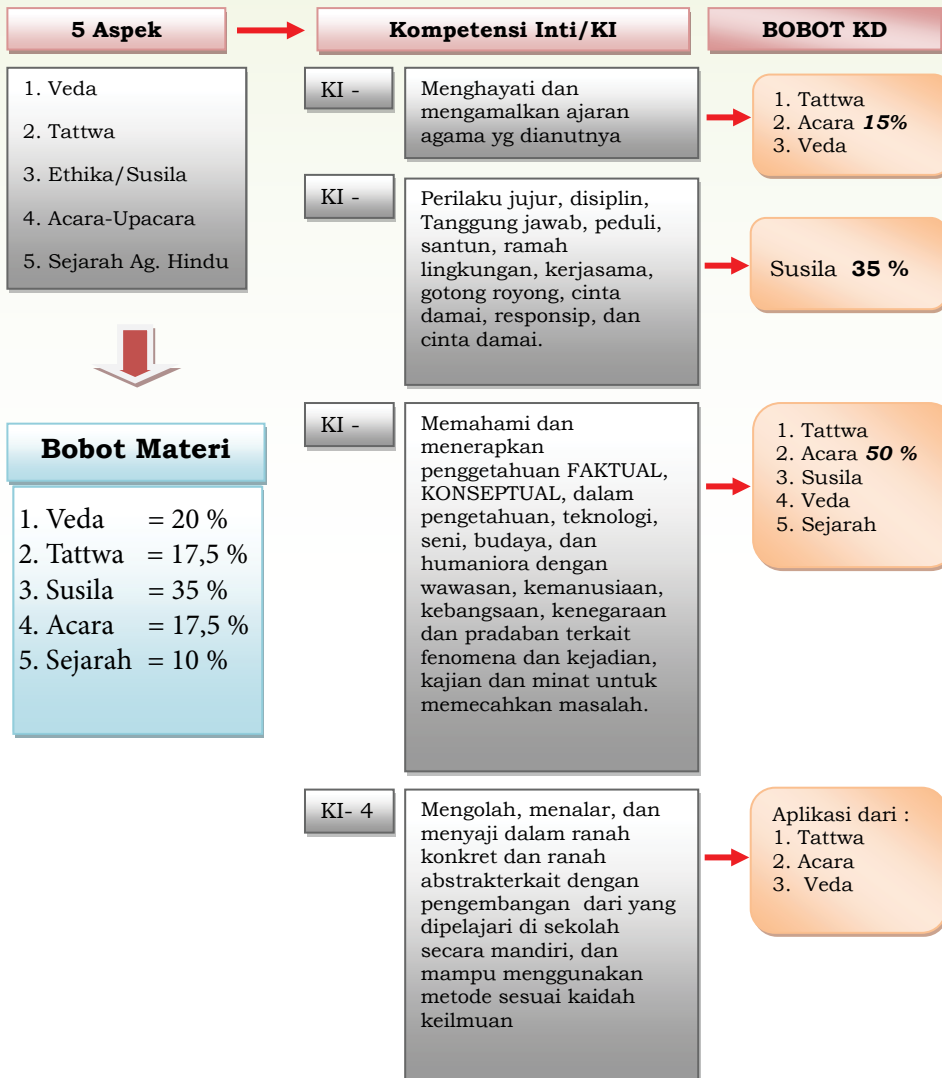 5 Aspek
1. Veda
2. Tattwa
3. Ethika/Susila
4. Acara-Upacara
5. Sejarah Ag. Hindu
Bobot Materi
1. Veda = 20 %
2. Tattwa = 17,5 %
3. Susila = 35 %
4. Acara = 17,5 %
5. Sejarah = 10 %
Kompetensi Inti/KI
BOBOT KD
KI -
Menghayati dan
mengamalkan ajaran
agama yg dianutnya
1. Tattwa
2. Acara 15%
3. Veda
KI -
Perilaku jujur, disiplin,
Tanggung jawab, peduli,
santun, ramah
lingkungan, kerjasama,
gotong royong, cinta
damai, responsip, dan
cinta damai.
Susila 35 %
KI -
Memahami dan
menerapkan
penggetahuan FAKTUAL,
KONSEPTUAL, dalam
pengetahuan, teknologi,
seni, budaya, dan
humaniora dengan
wawasan, kemanusiaan,
kebangsaan, kenegaraan
dan pradaban terkait
fenomena dan kejadian,
kajian dan minat untuk
memecahkan masalah.
1. Tattwa
2. Acara 50 %
3. Susila
4. Veda
5. Sejarah
KI- 4
Mengolah, menalar, dan
menyaji dalam ranah
konkret dan ranah
abstrakterkait dengan
pengembangan dari yang
dipelajari di sekolah
secara mandiri, dan
mampu menggunakan
metode sesuai kaidah
keilmuan
Aplikasi dari :
1. Tattwa
2. Acara
3. Veda